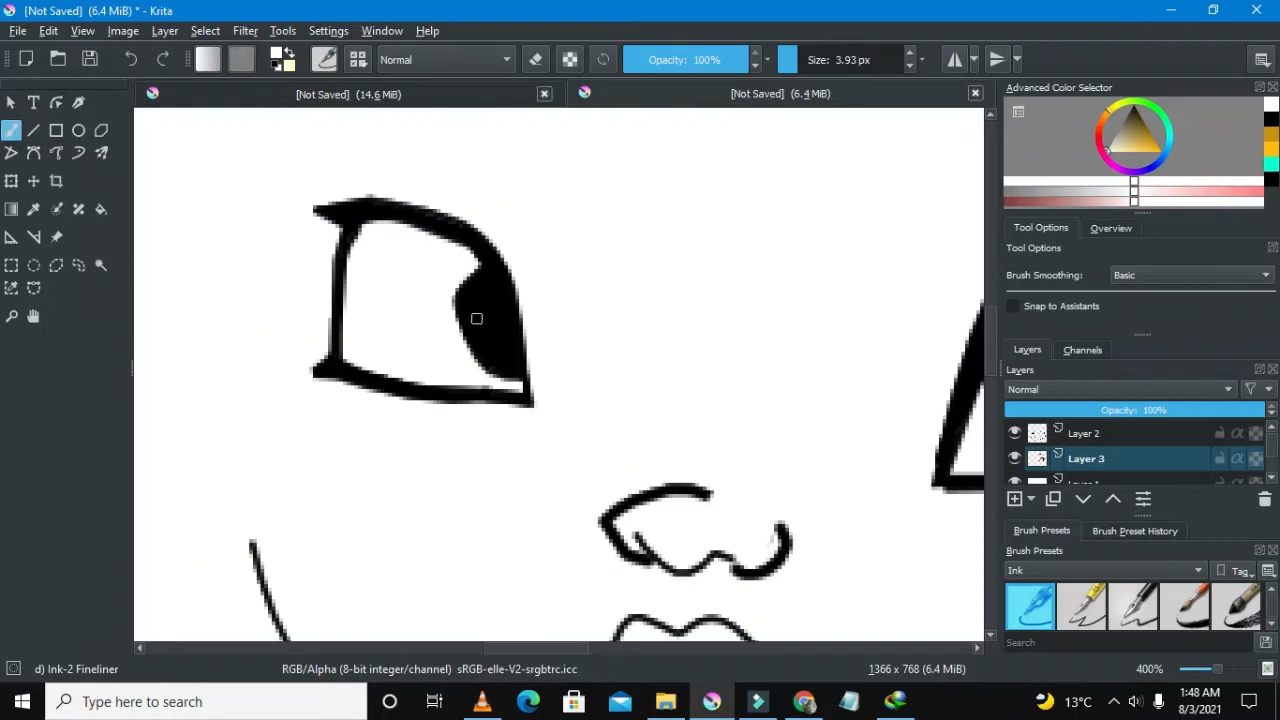 [Not Saved] (6.4 MiB) * - Krita
File Edit View Image Layer Select Filter Tools Settings Window Help
Normal Opacity: 100% Size: 3.93 px
[Not Saved] (14.6 MiB) [Not Saved] (6.4 MiB)
Advanced Color Selector
Tool Options Overview
Tool Options
Brush Smoothing: Basic
Snap to Assistants
Layers Channels
Layers
Normal
Opacity: 100%
Layer 2
Layer 3
Brush Presets Brush Preset History
Brush Presets
Ink Tag
Search
d) Ink-2 Fineliner RGB/Alpha (8-bit integer/channel) sRGB-elle-V2-srgbtrc.icc 1366 x 768 (6.4 MiB) 400%
Type here to search 13°C 1:48 AM
8/3/2021